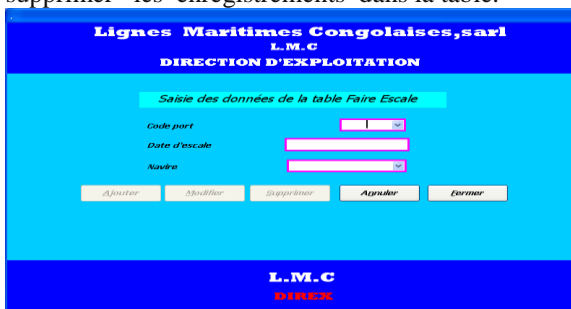 supprimer les enregistrements dans la table.
Lignes Maritimes Congolaises,sarl
L.M.C
DIRECTION D'EXPLOITATION
Saisie des données de la table Faire Escale
Code port
Date d'escale
Navire
Ajouter Modifier Supprimer Annuler Fermer
L.M.C
DIREX